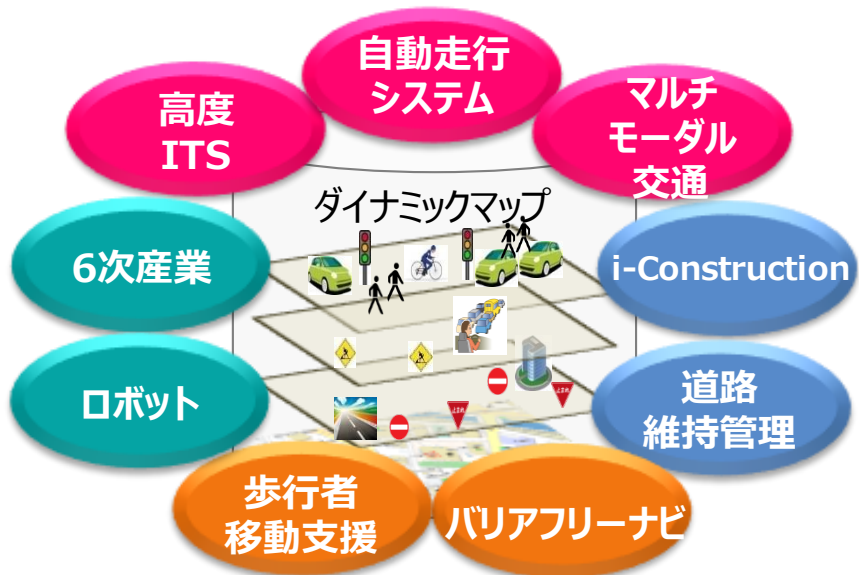 自動走行
システム
高度
ITS
マルチ
モーダル
交通
ダイナミックマップ
6次産業
i-Construction
ロボット
道路
維持管理
歩行者
移動支援
バリアフリーナビ